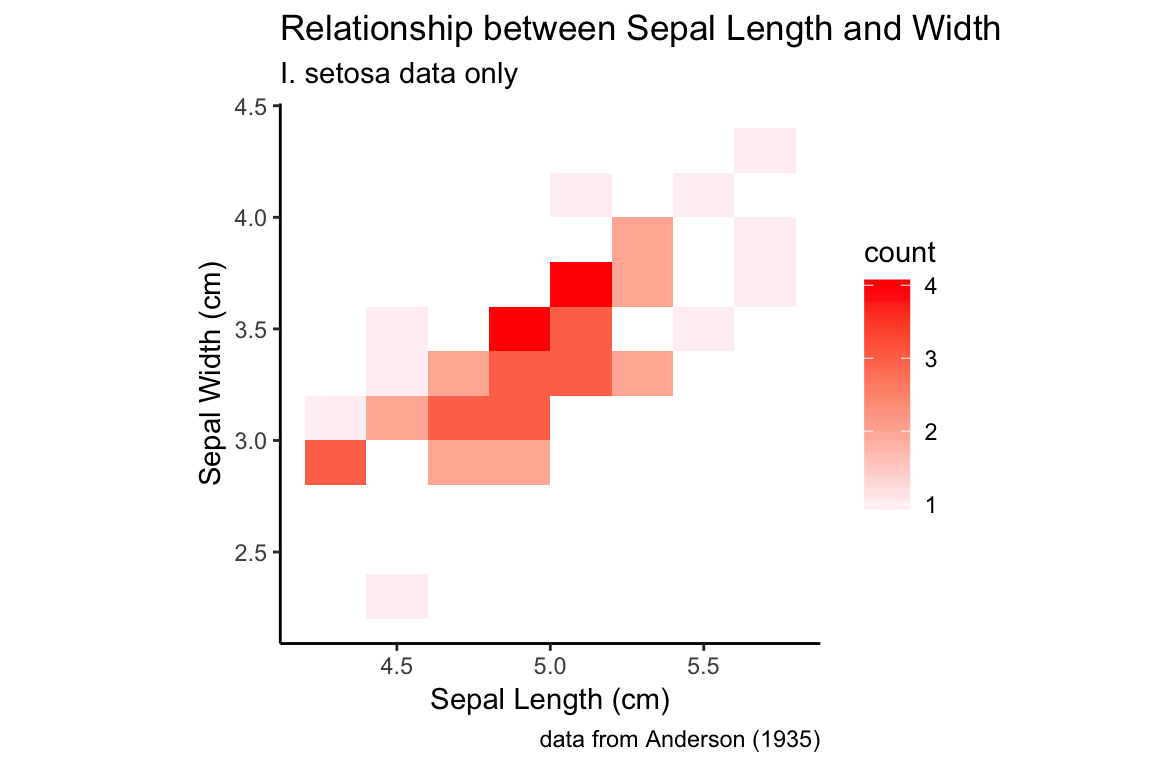 Relationship between Sepal Length and Width
I. setosa data only
4.5
4.0
3.5
3.0
2.5
Sepal Width (cm)
4.5 5.0 5.5
Sepal Length (cm)
count
4
3
2
1
data from Anderson (1935)